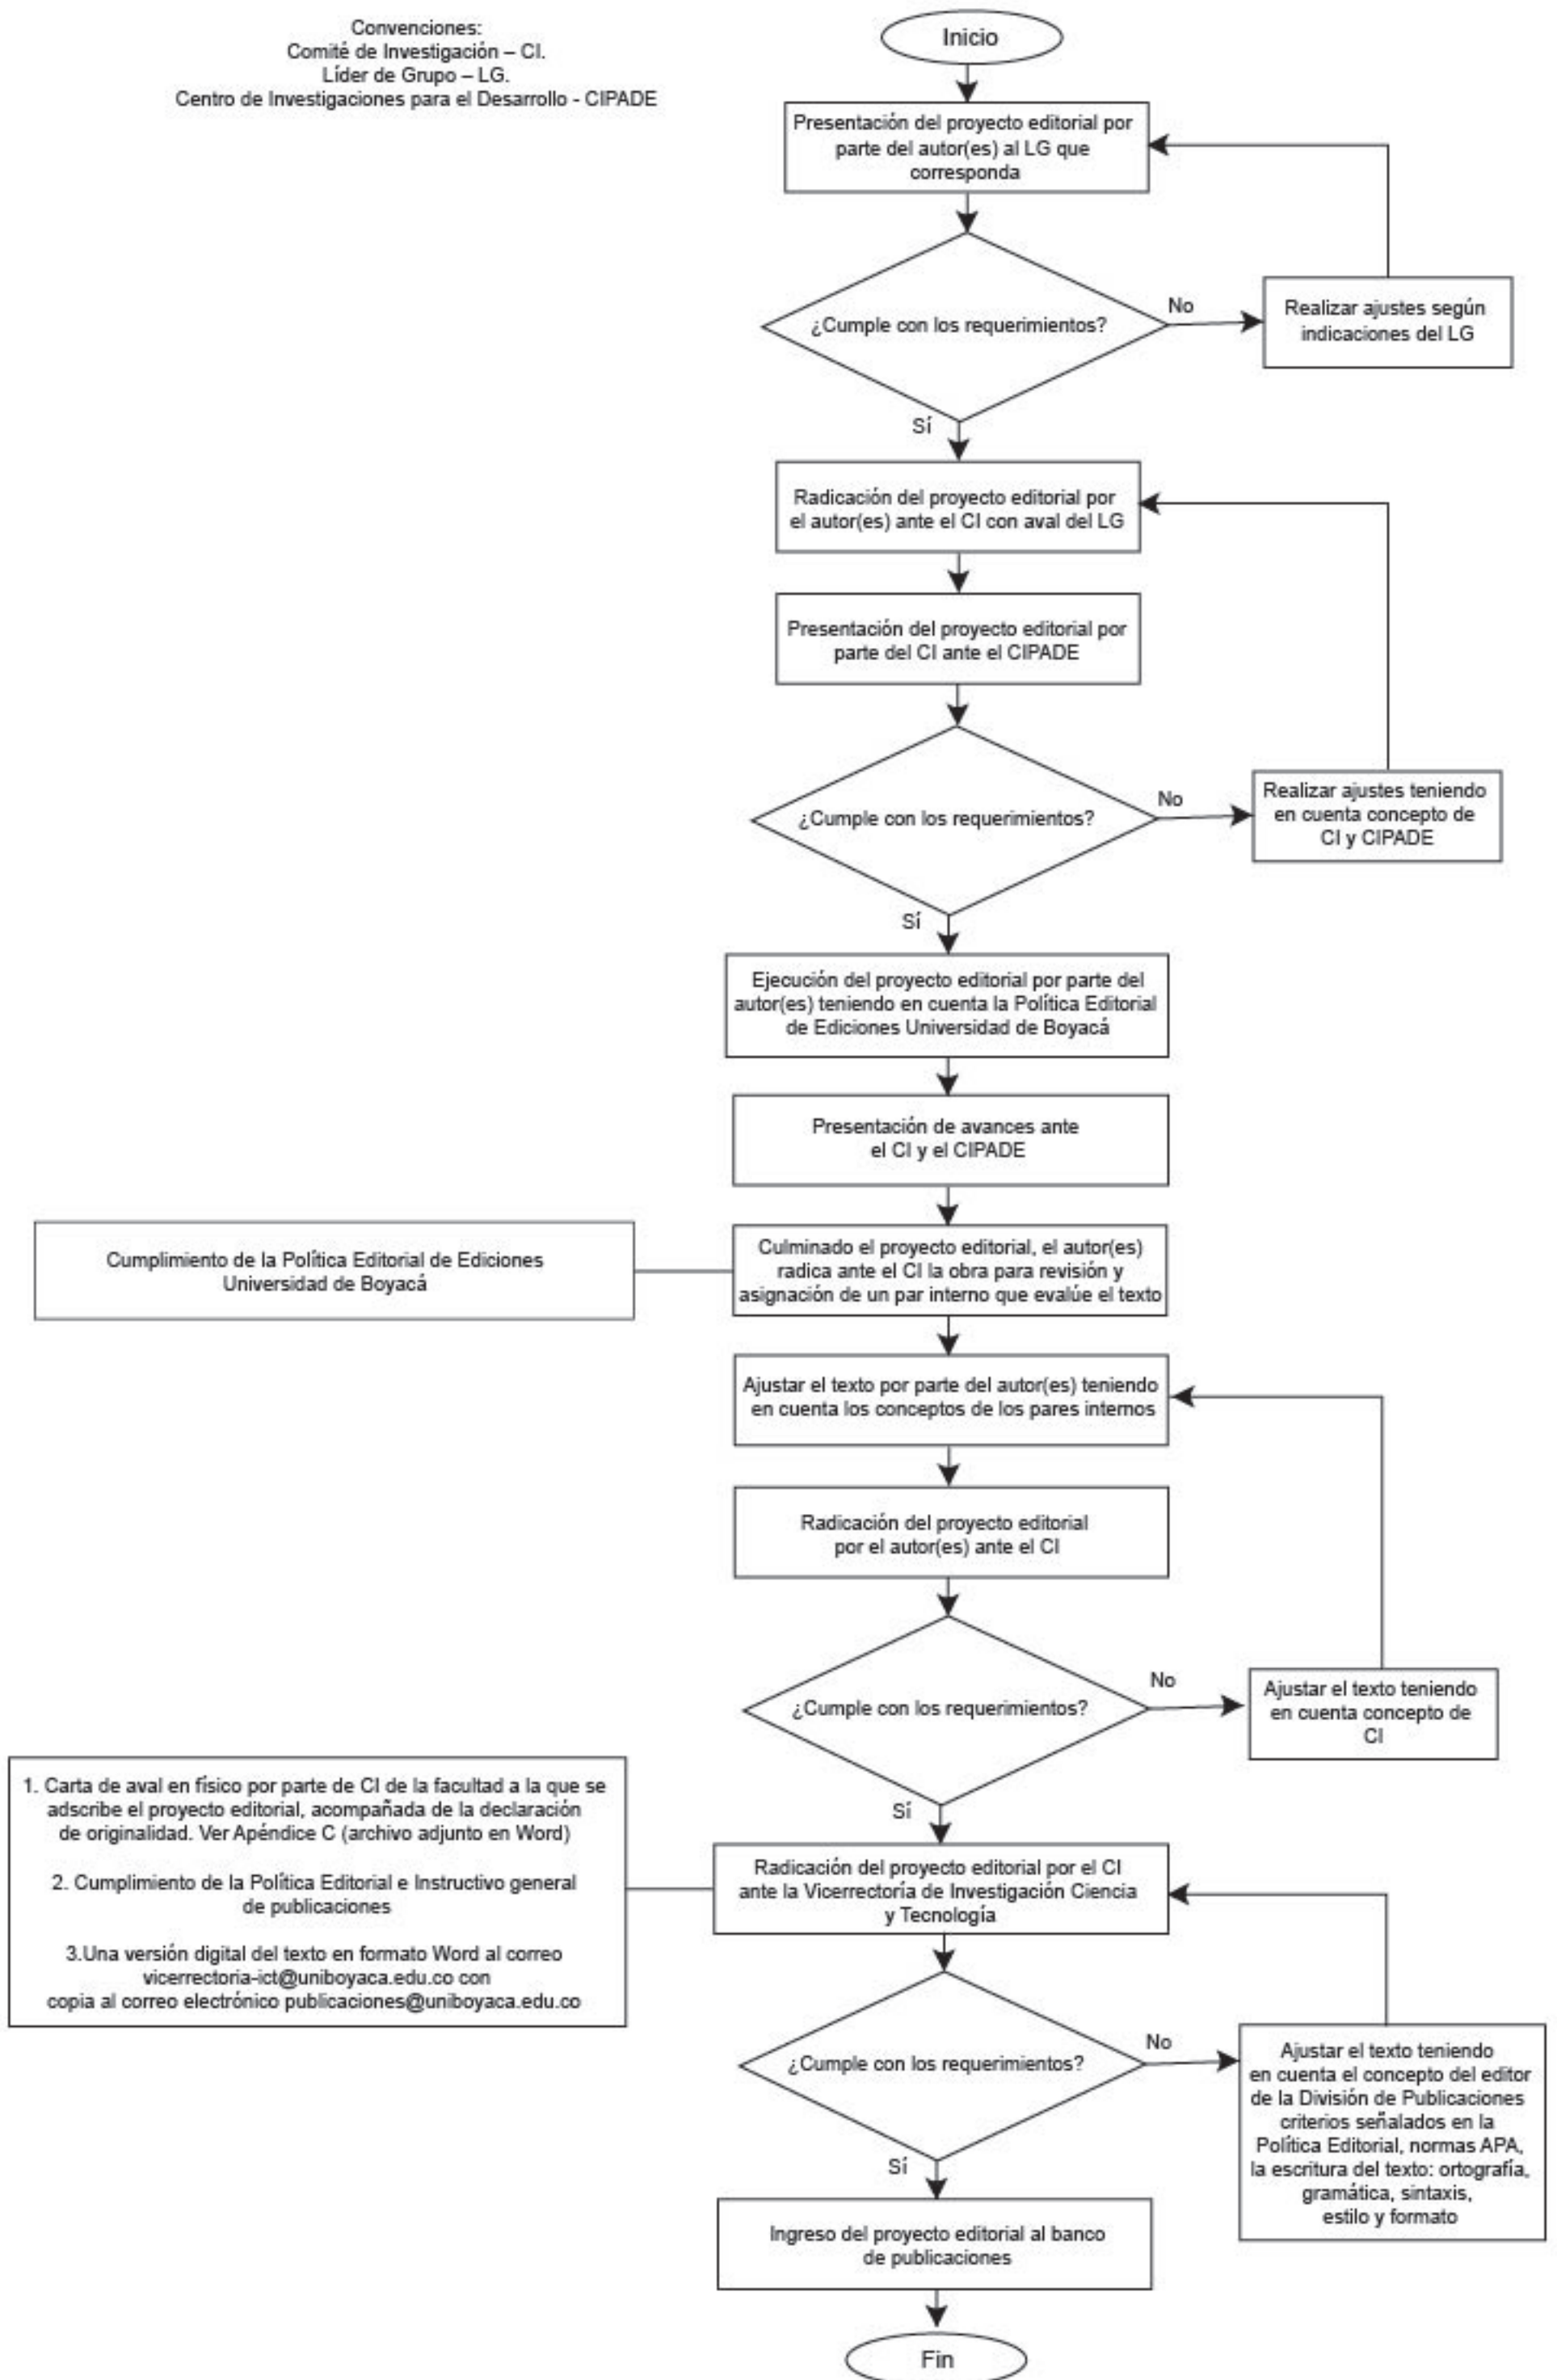 Convenciones:
Comité de Investigación – CI.
Líder de Grupo – LG.
Centro de Investigaciones para el Desarrollo - CIPADE
Inicio
Presentación del proyecto editorial por
parte del autor(es) al LG que
corresponda
¿Cumple con los requerimientos?
No
Realizar ajustes según
indicaciones del LG
Sí
Radicación del proyecto editorial por
el autor(es) ante el CI con aval del LG
Presentación del proyecto editorial por
parte del CI ante el CIPADE
¿Cumple con los requerimientos?
No
Realizar ajustes teniendo
en cuenta concepto de
CI y CIPADE
Sí
Ejecución del proyecto editorial por parte del
autor(es) teniendo en cuenta la Política Editorial
de Ediciones Universidad de Boyacá
Presentación de avances ante
el CI y el CIPADE
Cumplimiento de la Política Editorial de Ediciones
Universidad de Boyacá
Culminado el proyecto editorial, el autor(es)
radica ante el CI la obra para revisión y
asignación de un par interno que evalúe el texto
Ajustar el texto por parte del autor(es) teniendo
en cuenta los conceptos de los pares internos
Radicación del proyecto editorial
por el autor(es) ante el CI
¿Cumple con los requerimientos?
No
Ajustar el texto teniendo
en cuenta concepto de
CI
Sí
1. Carta de aval en físico por parte de CI de la facultad a la que se
adscribe el proyecto editorial, acompañada de la declaración
de originalidad. Ver Apéndice C (archivo adjunto en Word)
2. Cumplimiento de la Política Editorial e Instructivo general
de publicaciones
3.Una versión digital del texto en formato Word al correo
vicerrectoria-ict@uniboyaca.edu.co con
copia al correo electrónico publicaciones@uniboyaca.edu.co
Radicación del proyecto editorial por el CI
ante la Vicerrectoría de Investigación Ciencia
y Tecnología
¿Cumple con los requerimientos?
No
Ajustar el texto teniendo
en cuenta el concepto del editor
de la División de Publicaciones
criterios señalados en la
Política Editorial, normas APA,
la escritura del texto: ortografía,
gramática, sintaxis,
estilo y formato
Sí
Ingreso del proyecto editorial al banco
de publicaciones
Fin